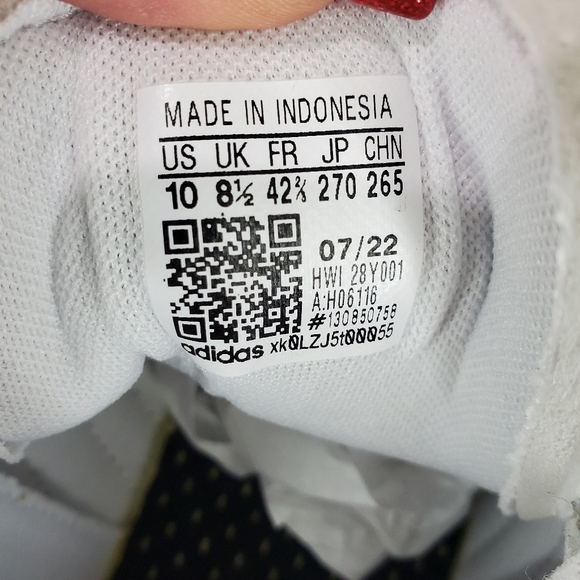 MADE IN INDONESIA
US UK FR JP CHN
10 8½ 42⅔ 270 265
07/22
HWI 28Y001
A:H06116
#130850758
adidas xk0LZJ5t00055